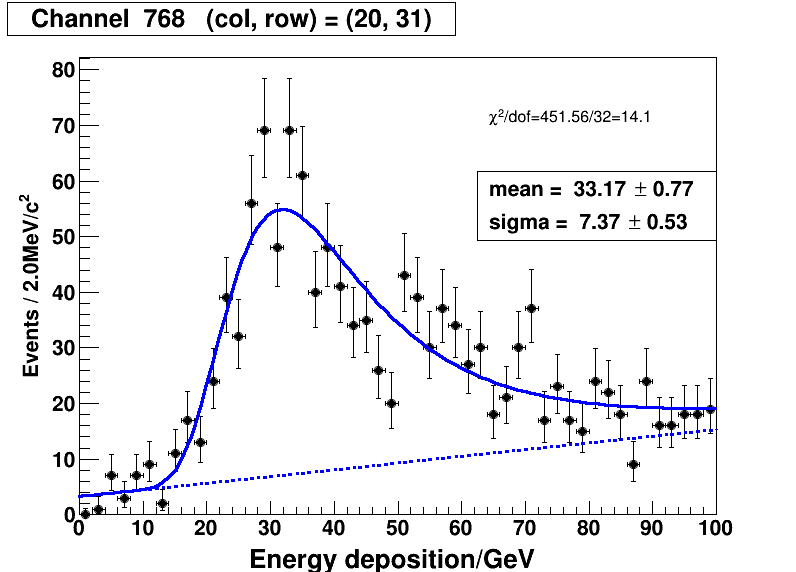 Channel 768 (col, row) = (20, 31)
χ²/dof=451.56/32=14.1
mean = 33.17 ± 0.77
sigma = 7.37 ± 0.53
Events / 2.0MeV/c²
80
70
60
50
40
30
20
10
0
0 10 20 30 40 50 60 70 80 90 100
Energy deposition/GeV